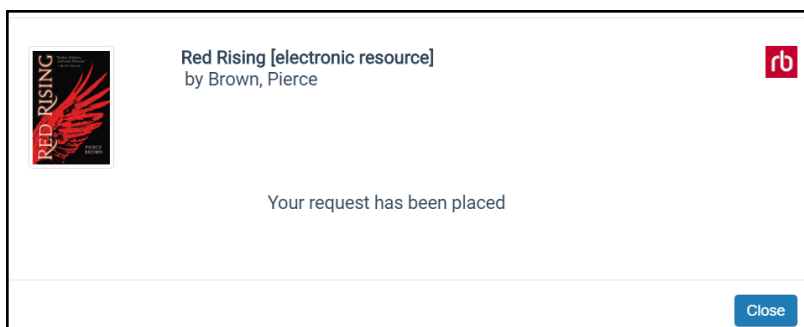 Red Rising [electronic resource]
by Brown, Pierce
rb
RED RISING
PIERCE
BROWN
Your request has been placed
Close